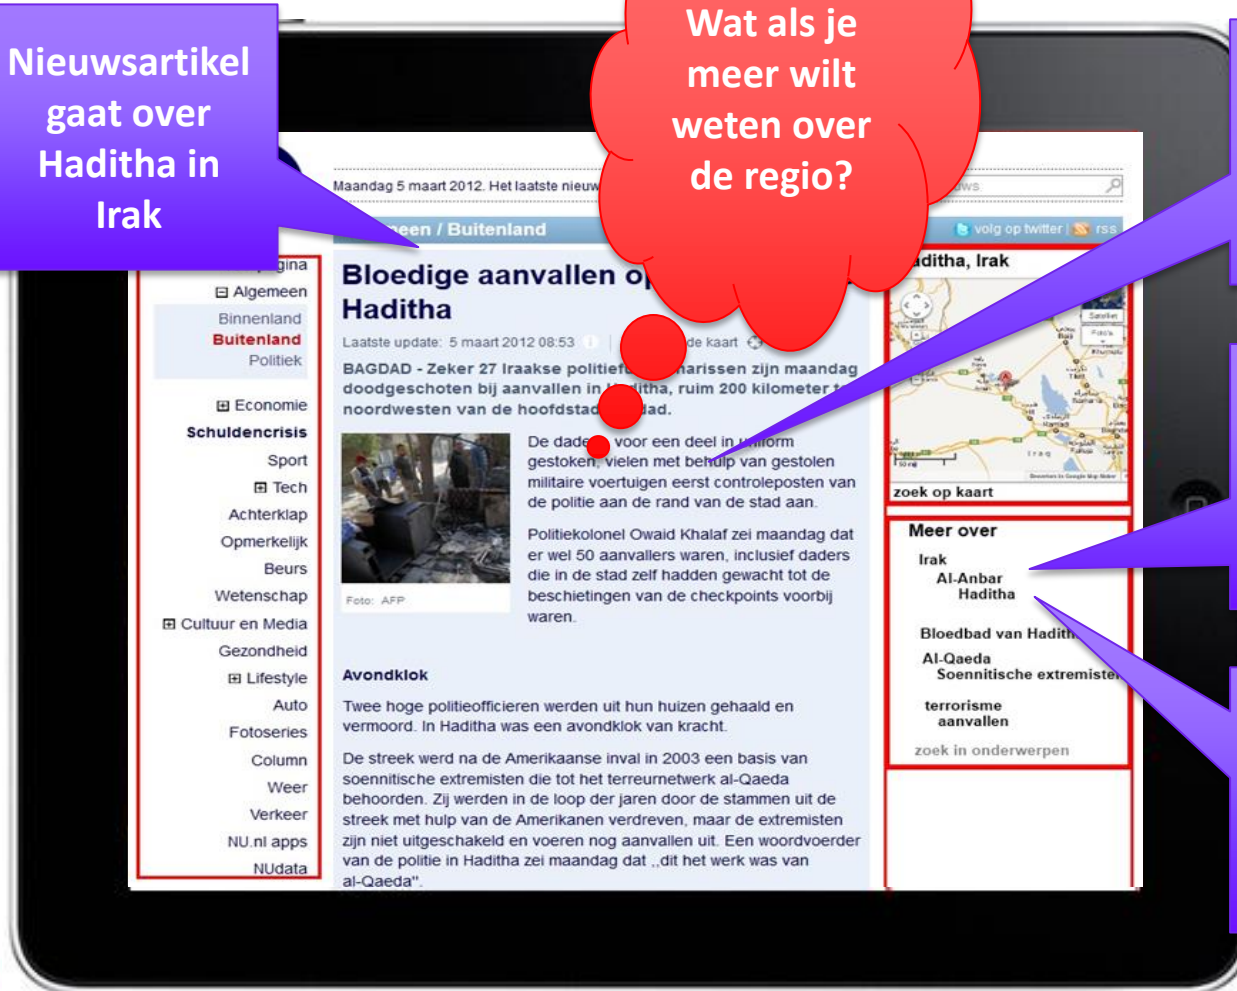 Nieuwsartikel
gaat over
Haditha in
Irak
Wat als je
meer wilt
weten over
de regio?
Maandag 5 maart 2012. Het laatste nieuw
/ Buitenland
volg op twitter | rss
Algemeen
Binnenland
Buitenland
Politiek
Economie
Schuldencrisis
Sport
Tech
Achterklap
Opmerkelijk
Beurs
Wetenschap
Cultuur en Media
Gezondheid
Lifestyle
Auto
Fotoseries
Column
Weer
Verkeer
NU.nl apps
NUdata
Bloedige aanvallen
Haditha
Laatste update: 5 maart 2012 08:53
de kaart
BAGDAD - Zeker 27 Iraakse zijn maandag
doodgeschoten bij aanvallen in Haditha, ruim 200 kilometer
noordwesten van de
De voor een deel in uniform
gestoken, vielen met behulp van gestolen
militaire voertuigen eerst controleposten van
de politie aan de rand van de stad aan.
Foto: AFP
Politiekolonel Owaid Khalaf zei maandag dat
er wel 50 aanvallers waren, inclusief daders
die in de stad zelf hadden gewacht tot de
beschietingen van de checkpoints voorbij
waren.
Avondklok
Twee hoge politieofficieren werden uit hun huizen gehaald en
vermoord. In Haditha was een avondklok van kracht.
De streek werd na de Amerikaanse inval in 2003 een basis van
soennitische extremisten die tot het terreurnetwerk al-Qaeda
behoorden. Zij werden in de loop der jaren door de stammen uit de
streek met hulp van de Amerikanen verdreven, maar de extremisten
zijn niet uitgeschakeld en voeren nog aanvallen uit. Een woordvoerder
van de politie in Haditha zei maandag dat ,,dit het werk was van
al-Qaeda".
aditha, Irak
Satelliet
Iraq
zoek op kaart
Meer over
Irak
Al-Anbar
Haditha
Bloedbad van Hadith
Al-Qaeda
Soennitische extremister
terrorisme
aanvallen
zoek in onderwerpen